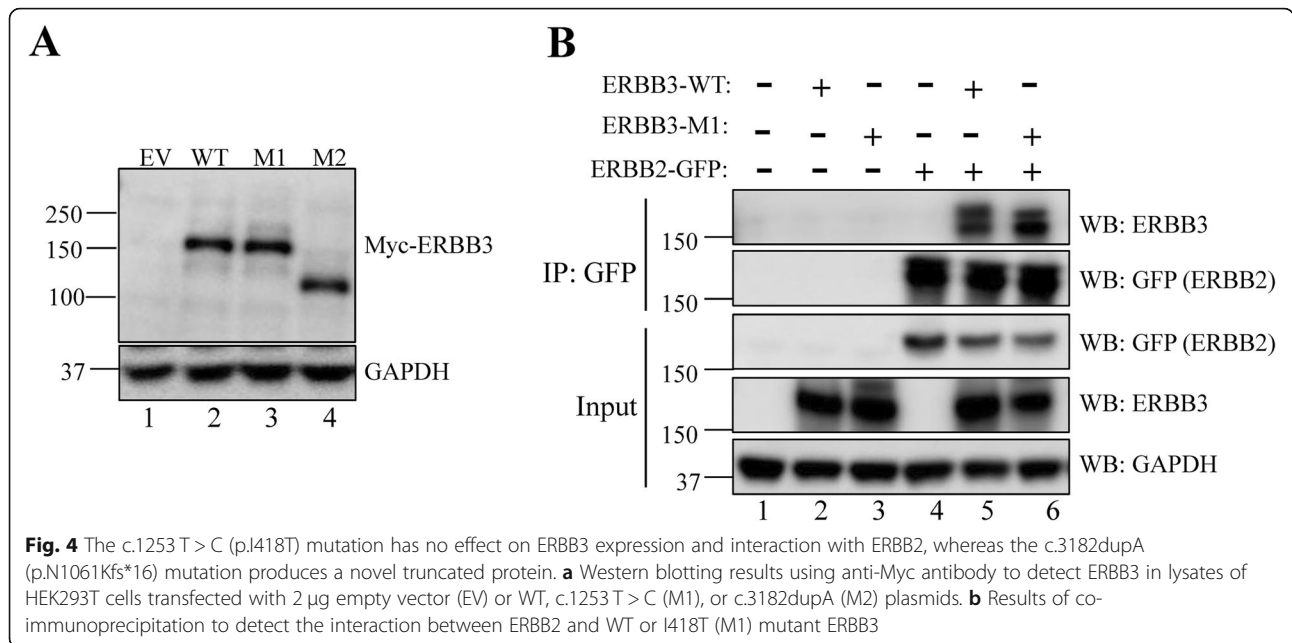 A
EV WT M1 M2
250
150
100
Myc-ERBB3
37
GAPDH
1 2 3 4
B
ERBB3-WT: - + - - + -
ERBB3-M1: - - + - - +
ERBB2-GFP: - - - + + +
IP: GFP
150
WB: ERBB3
150
WB: GFP (ERBB2)
Input
150
WB: GFP (ERBB2)
150
WB: ERBB3
37
WB: GAPDH
1 2 3 4 5 6
Fig. 4 The c.1253 T > C (p.I418T) mutation has no effect on ERBB3 expression and interaction with ERBB2, whereas the c.3182dupA
(p.N1061Kfs*16) mutation produces a novel truncated protein. a Western blotting results using anti-Myc antibody to detect ERBB3 in lysates of
HEK293T cells transfected with 2 μg empty vector (EV) or WT, c.1253 T > C (M1), or c.3182dupA (M2) plasmids. b Results of co-
immunoprecipitation to detect the interaction between ERBB2 and WT or I418T (M1) mutant ERBB3